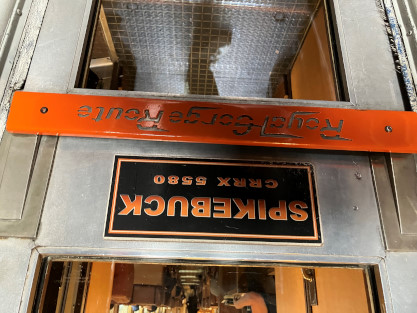 SPIKEBUCK
CRRX 5580
Royal Gorge Route